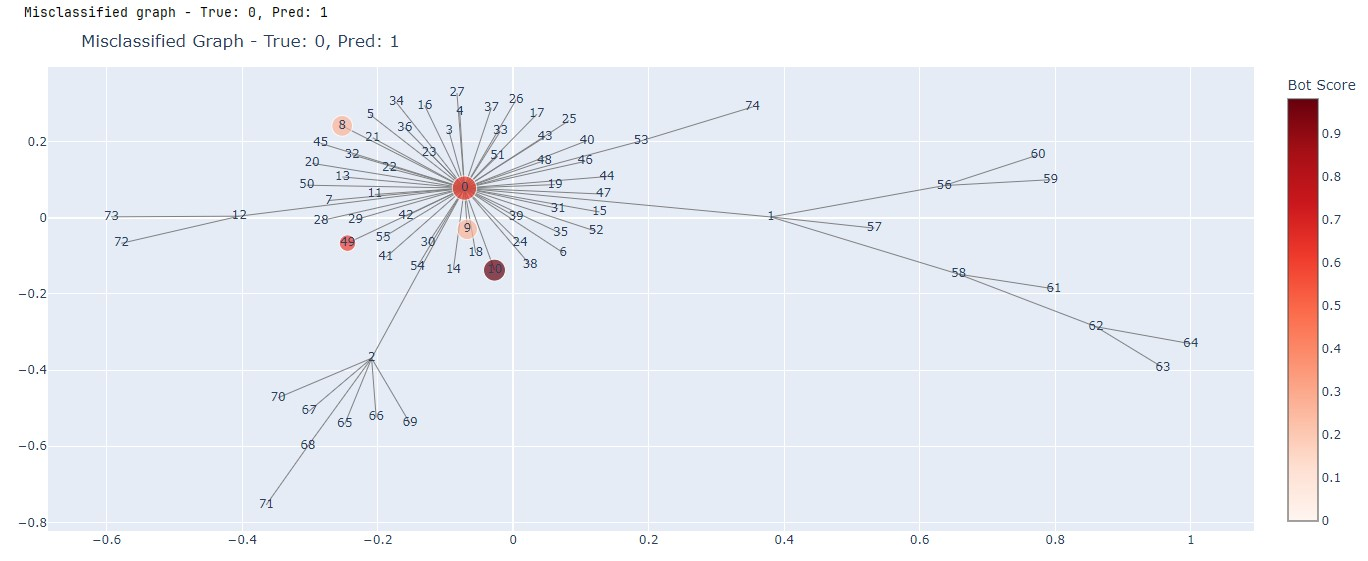 Misclassified graph - True: 0, Pred: 1
Misclassified Graph - True: 0, Pred: 1
Bot Score
27
34 16 4 37 26 74
5 17 25
8 36 3 33
21 43 40 53
45 23 51
32 48 46 60
20 22
13 44 59
50 19 56
7 11 0 47
73 12 42 39 31 15 1
28 29 9 57
72 49 55 30 24 35 52
41 18 6
54 14 10 38 58
61
62
64
2 63
70
67
65 66 69
68
71
0.2
0
−0.2
−0.4
−0.6
−0.8
−0.6 −0.4 −0.2 0 0.2 0.4 0.6 0.8 1
0.9
0.8
0.7
0.6
0.5
0.4
0.3
0.2
0.1
0